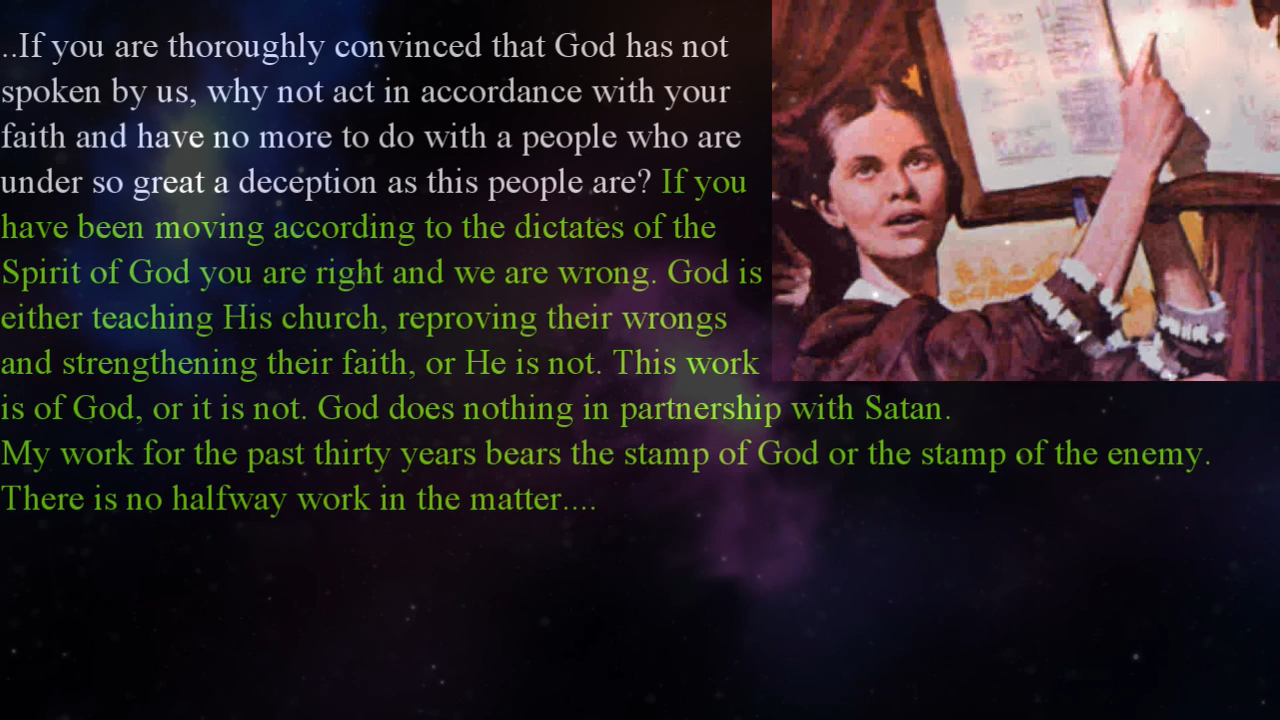 ..If you are thoroughly convinced that God has not
spoken by us, why not act in accordance with your
faith and have no more to do with a people who are
under so great a deception as this people are? If you
have been moving according to the dictates of the
Spirit of God you are right and we are wrong. God is
either teaching His church, reproving their wrongs
and strengthening their faith, or He is not. This work
is of God, or it is not. God does nothing in partnership with Satan.
My work for the past thirty years bears the stamp of God or the stamp of the enemy.
There is no halfway work in the matter....